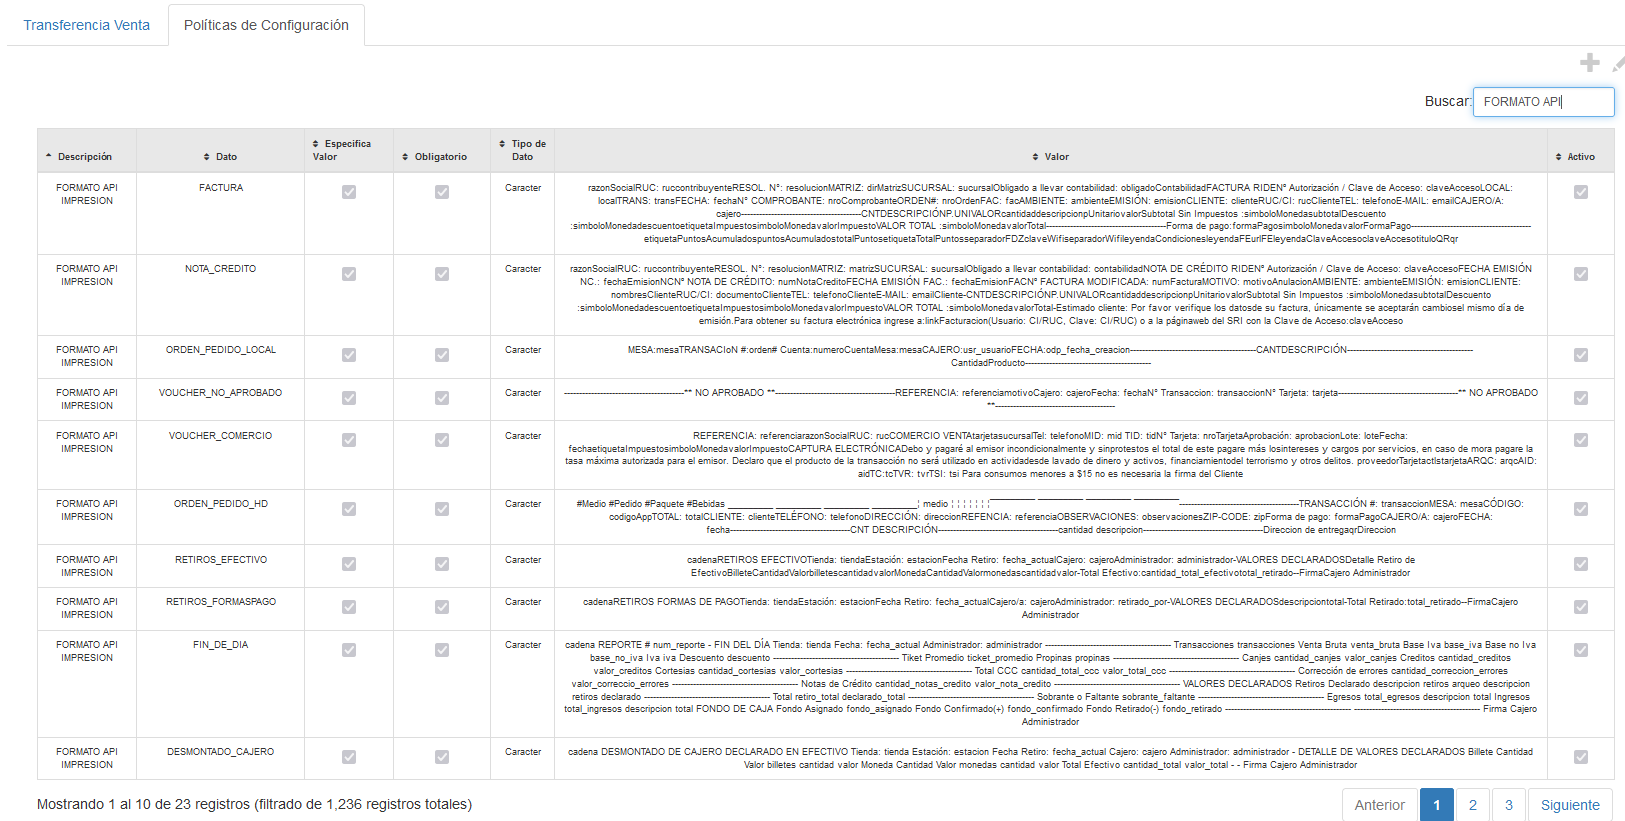 Transferencia Venta
Políticas de Configuración
Buscar: FORMATO API
Descripción
Dato
Especifica
Valor
Obligatorio
Tipo de
Dato
Valor
Activo
FORMATO API
IMPRESION
FACTURA
Caracter
razonSocialRUC: ruccontribuyenteRESOL. N°: resolucionMATRIZ: dirMatrizSUCURSAL: sucursalObligado a llevar contabilidad: obligadoContabilidadFACTURA RIDEN° Autorización / Clave de Acceso: claveAccesoLOCAL:
localTRANS: transFECHA: fechaN° COMPROBANTE: nroComprobanteORDEN#: nroOrdenFAC: facAMBIENTE: ambienteEMISIÓN: emisionCLIENTE: clienteRUC/CI: rucClienteTEL: telefonoE-MAIL: emailCAJERO/A:
cajero----------------------------------------CNTDESCRIPCIÓNP.UNIVALORcantidaddescripcionpUnitariovalorSubtotal Sin Impuestos :simboloMonedasubtotalDescuento
:simboloMonedadescuentoetiquetaImpuestosimboloMonedavalorImpuestoVALOR TOTAL :simboloMonedavalorTotal----------------------------------------Forma de pago:formaPagosimboloMonedavalorFormaPago----------------------------------------
etiquetaPuntosAcumuladospuntosAcumuladostotalPuntosetiquetaTotalPuntosseparadorFDZclaveWifiseparadorWifileyendaCondicionesleyendaFEurlFEleyendaClaveAccesoclaveAccesotituloQRqr
FORMATO API
IMPRESION
NOTA_CREDITO
Caracter
razonSocialRUC: ruccontribuyenteRESOL. N°: resolucionMATRIZ: matrizSUCURSAL: sucursalObligado a llevar contabilidad: contabilidadNOTA DE CRÉDITO RIDEN° Autorización / Clave de Acceso: claveAccesoFECHA EMISIÓN
NC.: fechaEmisionNCN° NOTA DE CRÉDITO: numNotaCreditoFECHA EMISIÓN FAC.: fechaEmisionFACN° FACTURA MODIFICADA: numFacturaMOTIVO: motivoAnulacionAMBIENTE: ambienteEMISIÓN: emisionCLIENTE:
nombresClienteRUC/CI: documentoClienteTEL: telefonoClienteE-MAIL: emailCliente-CNTDESCRIPCIÓNP.UNIVALORcantidaddescripcionpUnitariovalorSubtotal Sin Impuestos :simboloMonedasubtotalDescuento
:simboloMonedadescuentoetiquetaImpuestosimboloMonedavalorImpuestoVALOR TOTAL :simboloMonedavalorTotal-Estimado cliente: Por favor verifique los datosde su factura, únicamente se aceptarán cambiosel mismo día de
emisión.Para obtener su factura electrónica ingrese a:linkFacturacion(Usuario: CI/RUC, Clave: CI/RUC) o a la páginaweb del SRI con la Clave de Acceso:claveAcceso
FORMATO API
IMPRESION
ORDEN_PEDIDO_LOCAL
Caracter
MESA:mesaTRANSACIoN #:orden# Cuenta:numeroCuentaMesa:mesaCAJERO:usr_usuarioFECHA:odp_fecha_creacion------------------------------------------CANTDESCRIPCIÓN------------------------------------------
CantidadProducto------------------------------------------
FORMATO API
IMPRESION
VOUCHER_NO_APROBADO
Caracter
----------------------------------------** NO APROBADO **----------------------------------------REFERENCIA: referenciamotivoCajero: cajeroFecha: fechaN° Transaccion: transaccionN° Tarjeta: tarjeta----------------------------------------** NO APROBADO
**----------------------------------------
FORMATO API
IMPRESION
VOUCHER_COMERCIO
Caracter
REFERENCIA: referenciarazonSocialRUC: rucCOMERCIO VENTAtarjetasucursalTel: telefonoMID: mid TID: tidN° Tarjeta: nroTarjetaAprobación: aprobacionLote: loteFecha:
fechaetiquetaImpuestosimboloMonedavalorImpuestoCAPTURA ELECTRÓNICADebo y pagaré al emisor incondicionalmente y sinprotestos el total de este pagare más losintereses y cargos por servicios, en caso de mora pagare la
tasa máxima autorizada para el emisor. Declaro que el producto de la transacción no será utilizado en actividadesde lavado de dinero y activos, financiamientodel terrorismo y otros delitos. proveedorTarjetactlstarjetaARQC: arqcAID:
aidTC:tcTVR: tvrTSI: tsi Para consumos menores a $15 no es necesaria la firma del Cliente
FORMATO API
IMPRESION
ORDEN_PEDIDO_HD
Caracter
#Medio #Pedido #Paquete #Bebidas _________ _________ _________ _________¦ medio ¦ ¦ ¦ ¦ ¦ ¦ ¦_________ _________ _________ _________----------------------------------------TRANSACCIÓN #: transaccionMESA: mesaCÓDIGO:
codigoAppTOTAL: totalCLIENTE: clienteTELÉFONO: telefonoDIRECCIÓN: direccionREFENCIA: referenciaOBSERVACIONES: observacionesZIP-CODE: zipForma de pago: formaPagoCAJERO/A: cajeroFECHA:
fecha----------------------------------------CNT DESCRIPCIÓN----------------------------------------cantidad descripcion----------------------------------------Direccion de entregaqrDireccion
FORMATO API
IMPRESION
RETIROS_EFECTIVO
Caracter
cadenaRETIROS EFECTIVOTienda: tiendaEstación: estacionFecha Retiro: fecha_actualCajero: cajeroAdministrador: administrador-VALORES DECLARADOSDetalle Retiro de
EfectivoBilleteCantidadValorbilletescantidadvalorMonedaCantidadValormonedascantidadvalor-Total Efectivo:cantidad_total_efectivototal_retirado--FirmaCajero Administrador
FORMATO API
IMPRESION
RETIROS_FORMASPAGO
Caracter
cadenaRETIROS FORMAS DE PAGOTienda: tiendaEstación: estacionFecha Retiro: fecha_actualCajero/a: cajeroAdministrador: retirado_por-VALORES DECLARADOSdescripciontotal-Total Retirado:total_retirado--FirmaCajero
Administrador
FORMATO API
IMPRESION
FIN_DE_DIA
Caracter
cadena REPORTE # num_reporte - FIN DEL DÍA Tienda: tienda Fecha: fecha_actual Administrador: administrador ------------------------------------------ Transacciones transacciones Venta Bruta venta_bruta Base Iva base_iva Base no Iva
base_no_iva Iva iva Descuento descuento ------------------------------------------ Tiket Promedio ticket_promedio Propinas propinas ------------------------------------------ Canjes cantidad_canjes valor_canjes Creditos cantidad_creditos
valor_creditos Cortesias cantidad_cortesias valor_cortesias ------------------------------------------ Total CCC cantidad_total_ccc valor_total_ccc ------------------------------------------ Corrección de errores cantidad_correccion_errores
valor_correccio_errores ------------------------------------------ Notas de Crédito cantidad_notas_credito valor_nota_credito ------------------------------------------ VALORES DECLARADOS Retiros Declarado descripcion retiros arqueo descripcion
retiros declarado ------------------------------------------ Total retiro_total declarado_total ------------------------------------------ Sobrante o Faltante sobrante_faltante ------------------------------------------ Egresos total_egresos descripcion total Ingresos
total_ingresos descripcion total FONDO DE CAJA Fondo Asignado fondo_asignado Fondo Confirmado(+) fondo_confirmado Fondo Retirado(-) fondo_retirado ------------------------------------------ ------------------------------------------ Firma Cajero
Administrador
FORMATO API
IMPRESION
DESMONTADO_CAJERO
Caracter
cadena DESMONTADO DE CAJERO DECLARADO EN EFECTIVO Tienda: tienda Estación: estacion Fecha Retiro: fecha_actual Cajero: cajero Administrador: administrador - DETALLE DE VALORES DECLARADOS Billete Cantidad
Valor billetes cantidad valor Moneda Cantidad Valor monedas cantidad valor Total Efectivo cantidad_total valor_total - - Firma Cajero Administrador
Mostrando 1 al 10 de 23 registros (filtrado de 1,236 registros totales)
Anterior 1 2 3 Siguiente